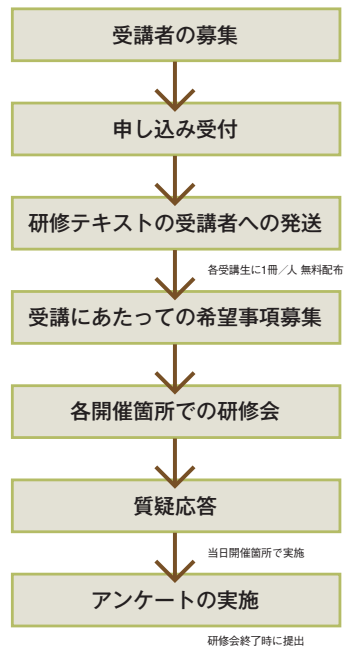 受講者の募集
申し込み受付
研修テキストの受講者への発送
各受講生に1冊／人 無料配布
受講にあたっての希望事項募集
各開催箇所での研修会
質疑応答
当日開催箇所で実施
アンケートの実施
研修会終了時に提出